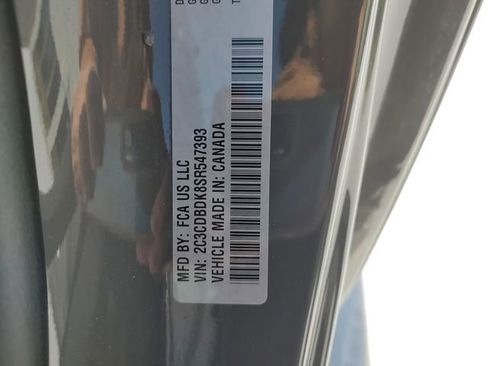 MFD BY: FCA US LLC
VIN: 2C3CDBDK8SR547393
VEHICLE MADE IN: CANADA